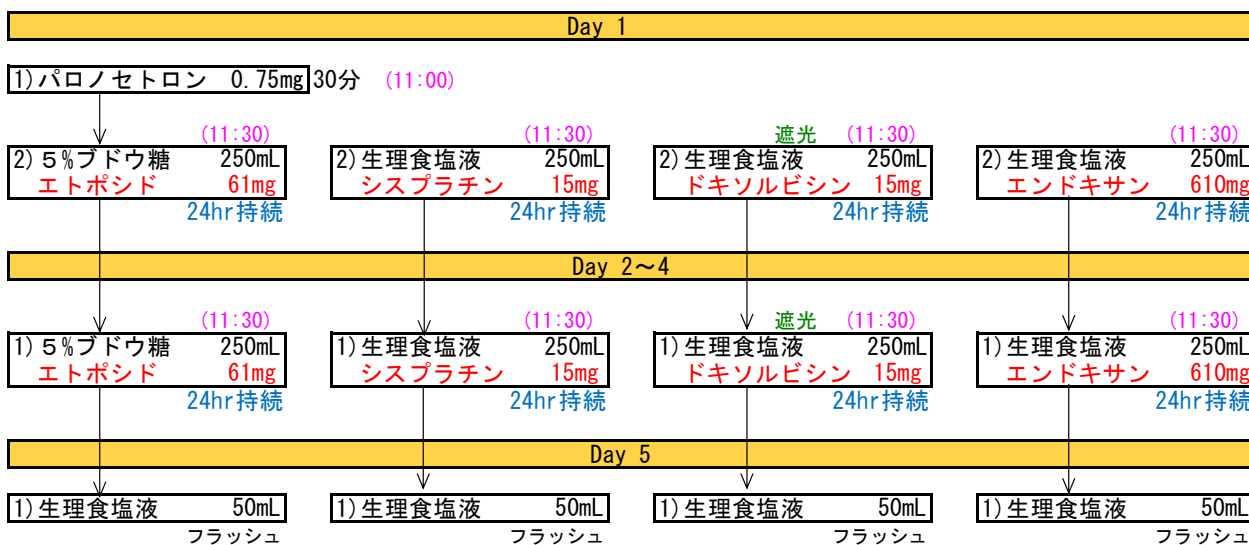 Day 1
1)パロノセトロン 0.75mg 30分 (11:00)
(11:30) (11:30) 遮光 (11:30) (11:30)
2)５%ブドウ糖 250mL 2)生理食塩液 250mL 2)生理食塩液 250mL 2)生理食塩液 250mL
エトポシド 61mg シスプラチン 15mg ドキソルビシン 15mg エンドキサン 610mg
24hr持続 24hr持続 24hr持続 24hr持続
Day 2～4
(11:30) (11:30) 遮光 (11:30) (11:30)
1)５%ブドウ糖 250mL 1)生理食塩液 250mL 1)生理食塩液 250mL 1)生理食塩液 250mL
エトポシド 61mg シスプラチン 15mg ドキソルビシン 15mg エンドキサン 610mg
24hr持続 24hr持続 24hr持続 24hr持続
Day 5
1)生理食塩液 50mL 1)生理食塩液 50mL 1)生理食塩液 50mL 1)生理食塩液 50mL
フラッシュ フラッシュ フラッシュ フラッシュ